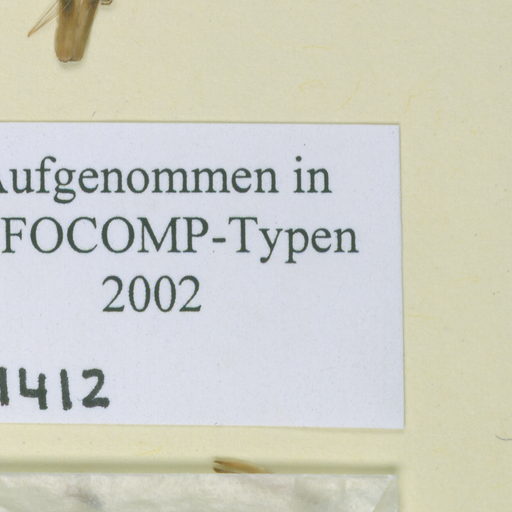 Aufgenommen in
FOCOMP-Typen
2002
1412